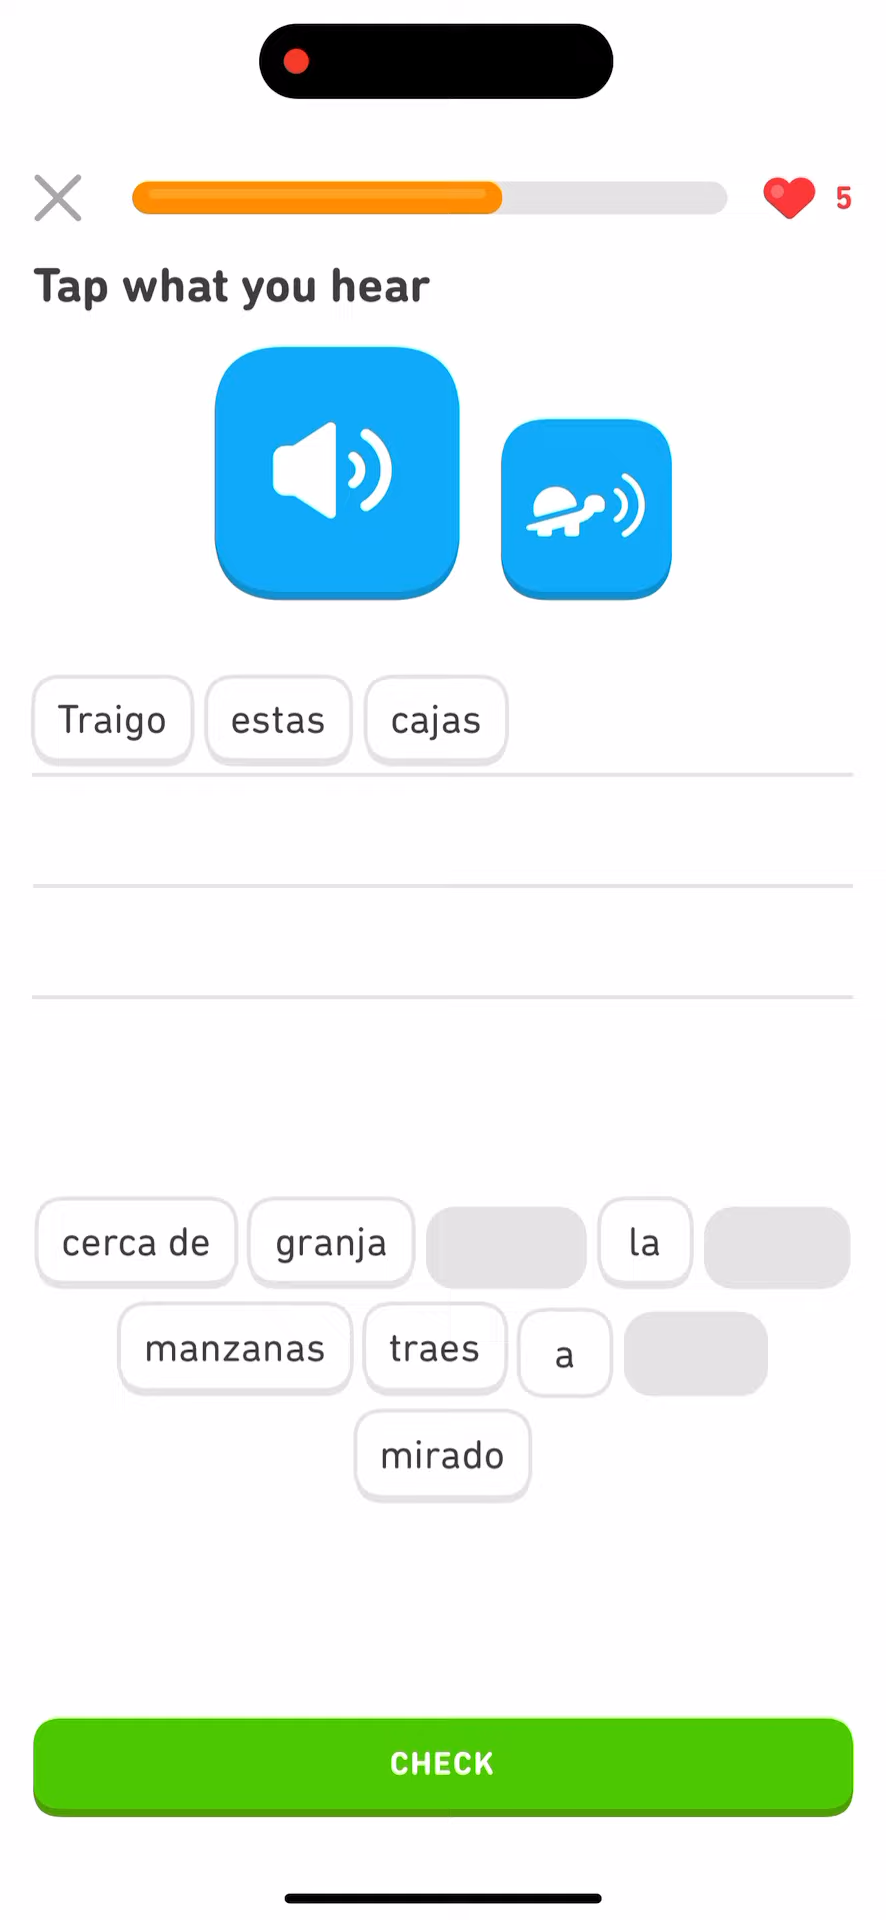 5
Tap what you hear
Traigo estas cajas
cerca de granja la
manzanas traes a
mirado
CHECK